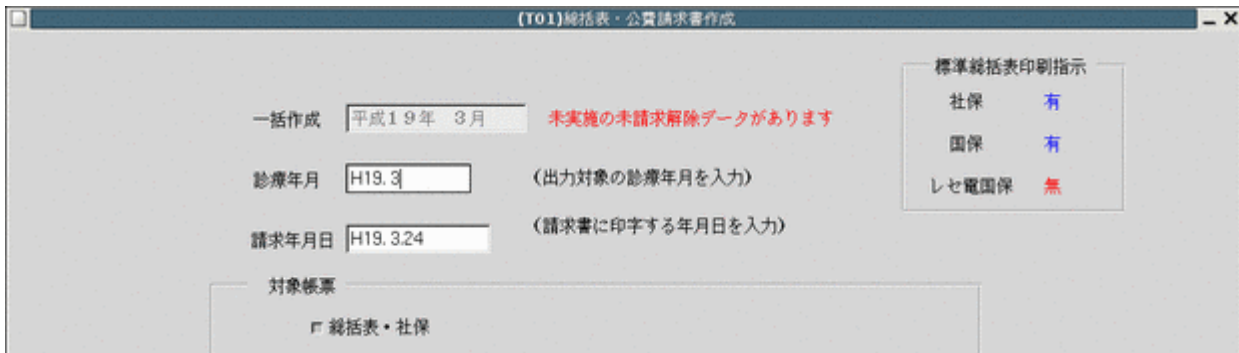 (T01)総括表・公費請求書作成
標準総括表印刷指示
社保 有
一括作成 平成19年 3月 未実施の未請求解除データがあります
国保 有
診療年月 H19.3 (出力対象の診療年月を入力)
レセ電国保 無
請求年月日 H19.3.24 (請求書に印字する年月日を入力)
対象帳票
総括表・社保